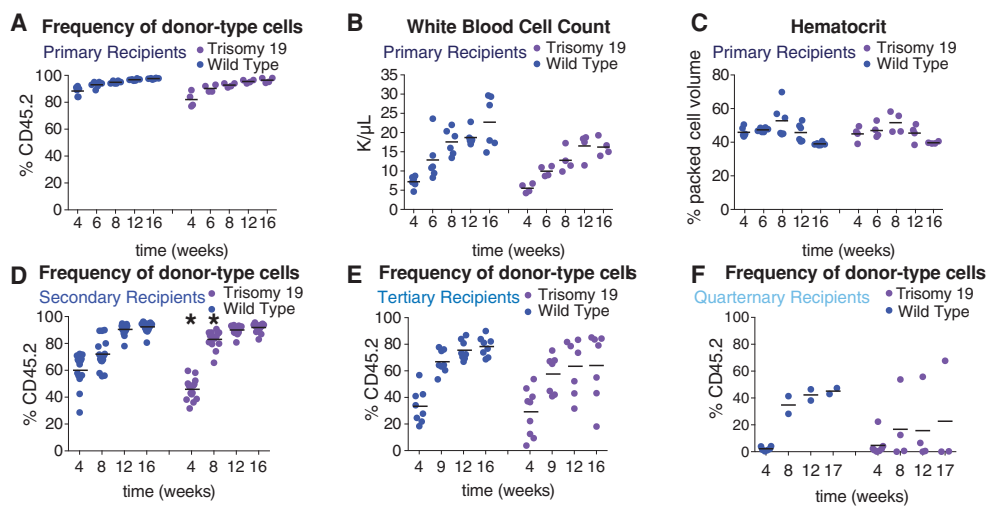 A Frequency of donor-type cells
Primary Recipients
Trisomy 19
Wild Type
% CD45.2
100
80
60
40
20
0
4 6 8 12 16 4 6 8 12 16
time (weeks)
B White Blood Cell Count
Primary Recipients
Trisomy 19
Wild Type
K/µL
35
30
25
20
15
10
5
0
4 6 8 12 16 4 6 8 12 16
time (weeks)
C Hematocrit
Primary Recipients
Trisomy 19
Wild Type
% packed cell volume
80
60
40
20
0
4 6 8 12 16 4 6 8 12 16
time (weeks)
D Frequency of donor-type cells
Secondary Recipients
Trisomy 19
Wild Type
* *
% CD45.2
100
80
60
40
20
0
4 8 12 16 4 8 12 16
time (weeks)
E Frequency of donor-type cells
Tertiary Recipients
Trisomy 19
Wild Type
% CD45.2
100
80
60
40
20
0
4 9 12 16 4 9 12 16
time (weeks)
F Frequency of donor-type cells
Quarternary Recipients
Trisomy 19
Wild Type
% CD45.2
100
80
60
40
20
0
4 8 12 17 4 8 12 17
time (weeks)